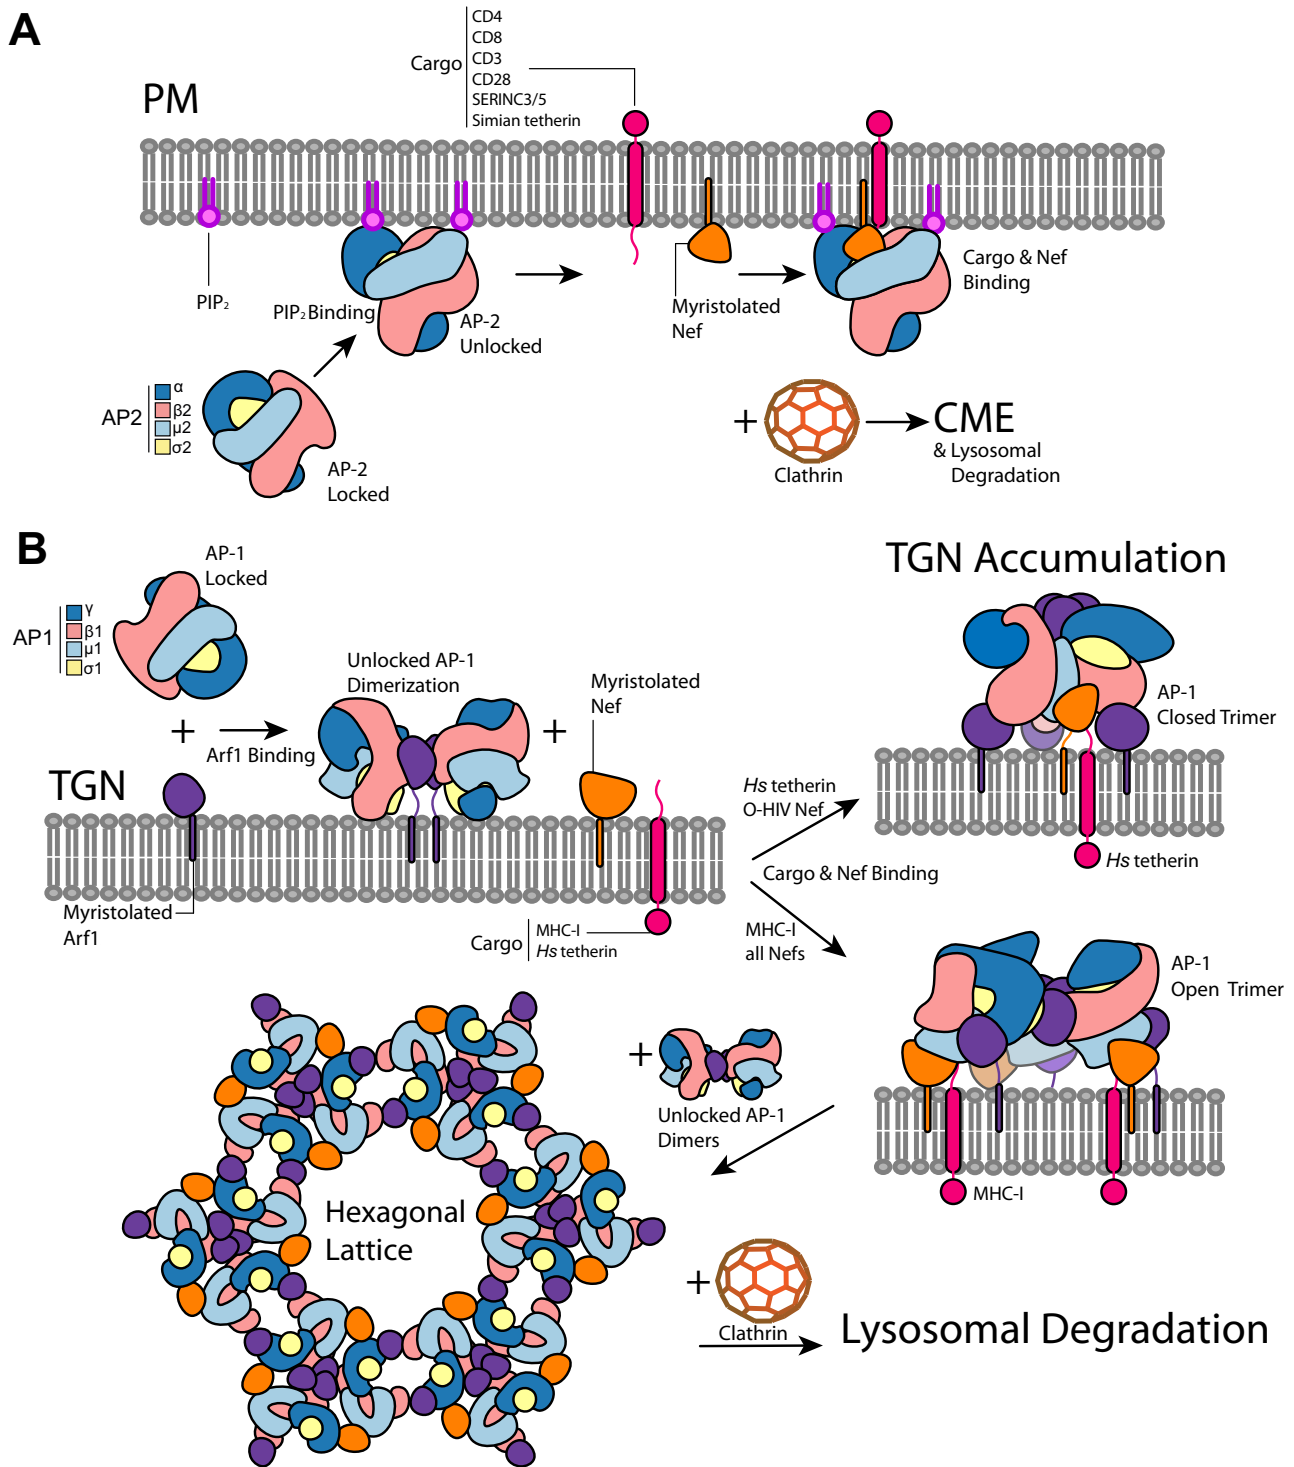 A
PM
Cargo
CD4
CD8
CD3
CD28
SERINC3/5
Simian tetherin
PIP2
PIP2 Binding
AP-2
Unlocked
Myristolated
Nef
Cargo & Nef
Binding
AP2
α
β2
μ2
σ2
AP-2
Locked
+
Clathrin
CME
& Lysosomal
Degradation
B
AP-1
Locked
AP1
γ
β1
μ1
σ1
+
Arf1 Binding
Unlocked AP-1
Dimerization
+
Myristolated
Nef
TGN
Myristolated
Arf1
Cargo
MHC-I
Hs tetherin
Hs tetherin
O-HIV Nef
Cargo & Nef Binding
MHC-I
all Nefs
TGN Accumulation
AP-1
Closed Trimer
Hs tetherin
AP-1
Open Trimer
MHC-I
+
Unlocked AP-1
Dimers
Hexagonal
Lattice
+
Clathrin
Lysosomal Degradation